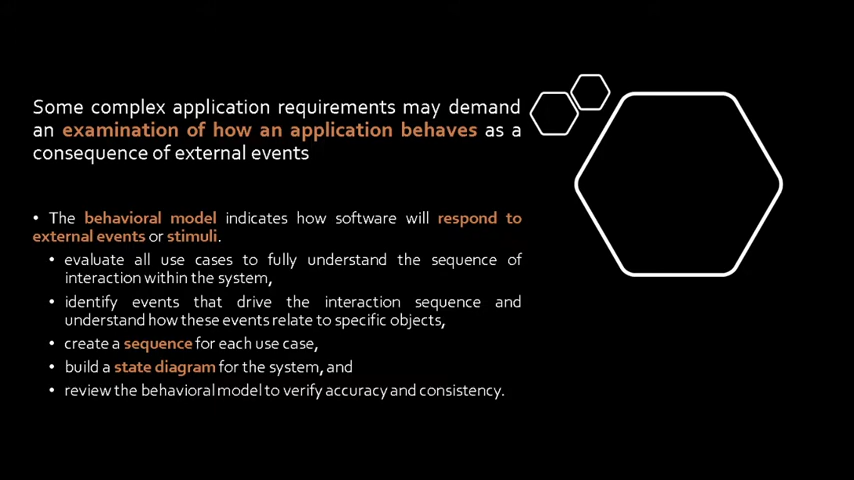 Some complex application requirements may demand
an examination of how an application behaves as a
consequence of external events
• The behavioral model indicates how software will respond to
external events or stimuli.
• evaluate all use cases to fully understand the sequence of
interaction within the system,
• identify events that drive the interaction sequence and
understand how these events relate to specific objects,
• create a sequence for each use case,
• build a state diagram for the system, and
• review the behavioral model to verify accuracy and consistency.